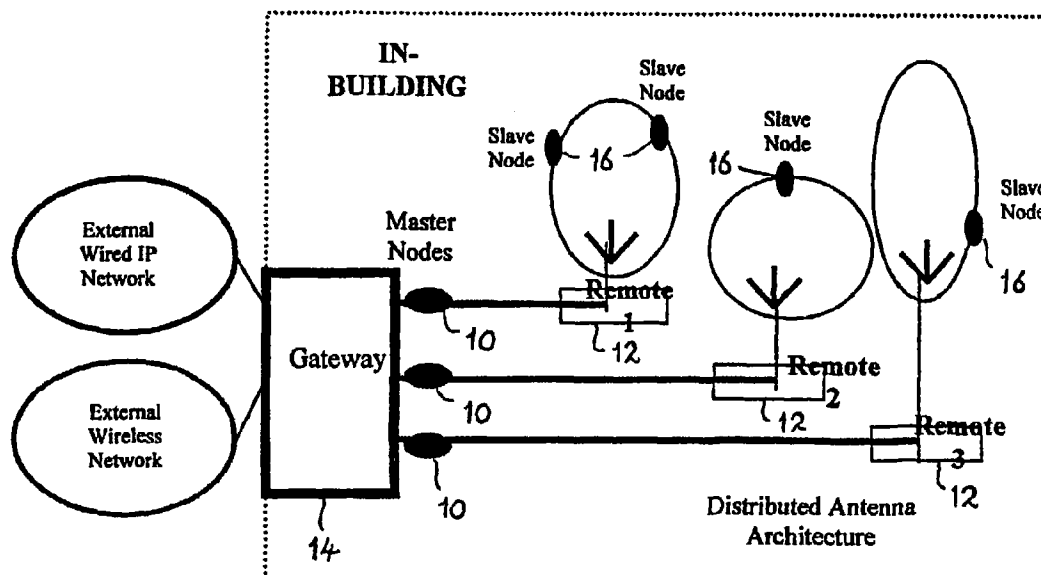 IN-
BUILDING
Slave
Node
Slave
Node
16
Slave
Node
16
Slave
Node
16
External
Wired IP
Network
Master
Nodes
Remote
1
12
10
Gateway
Remote
2
12
10
External
Wireless
Network
Remote
3
12
10
14
Distributed Antenna
Architecture